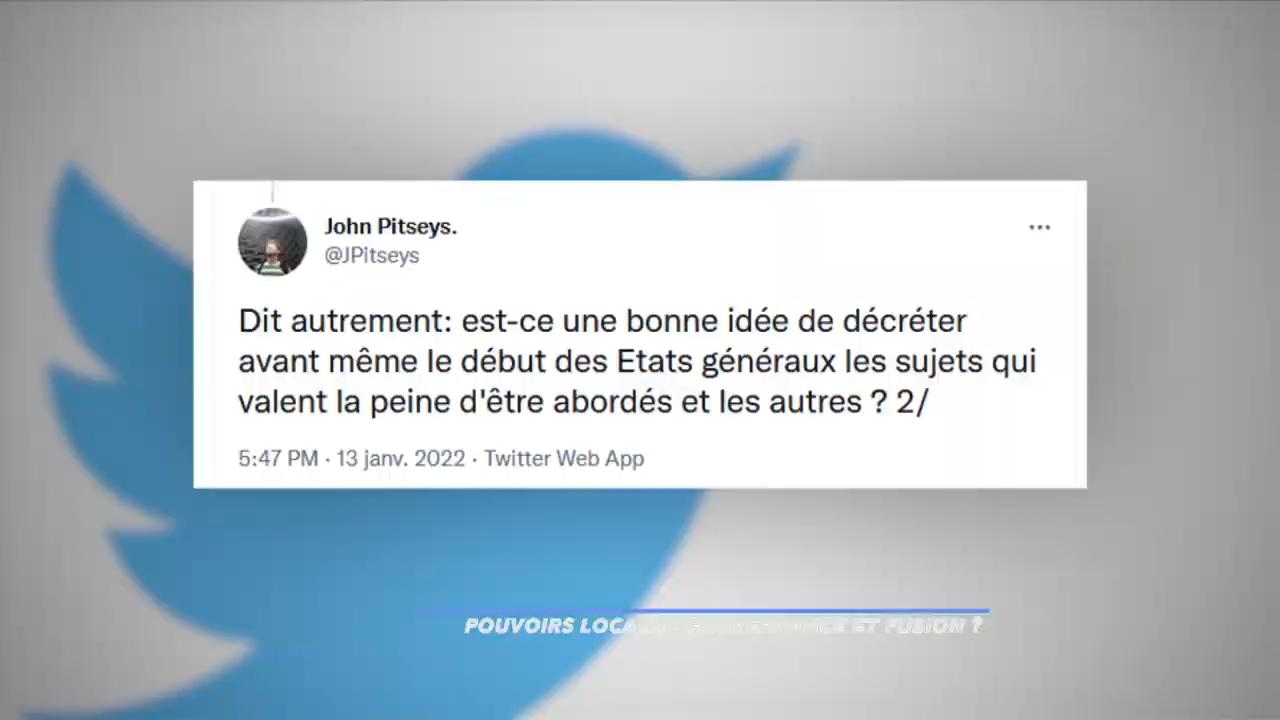 John Pitseys.
@JPitseys
Dit autrement: est-ce une bonne idée de décréter
avant même le début des Etats généraux les sujets qui
valent la peine d'être abordés et les autres ? 2/
5:47 PM · 13 janv. 2022 · Twitter Web App
POUVOIRS ET FUSION ?